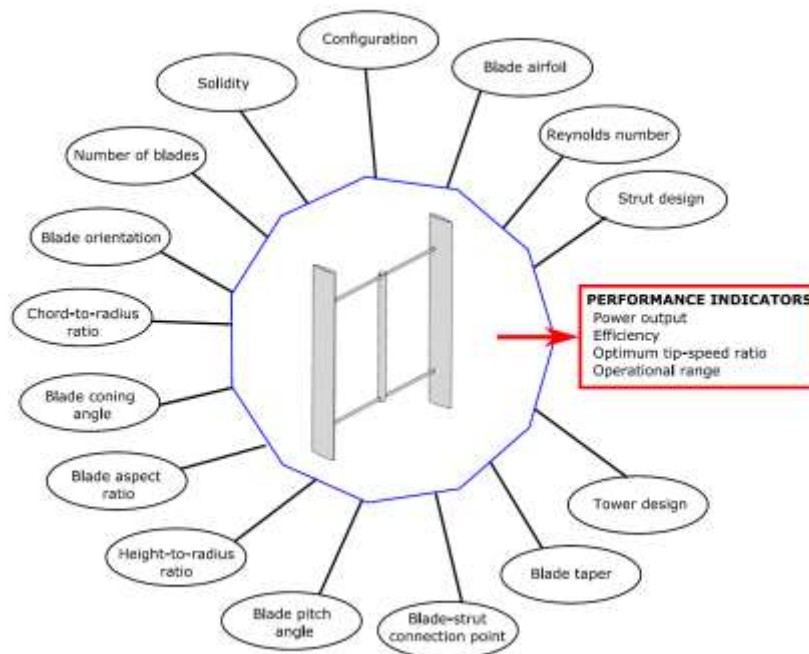 Configuration
Blade airfoil
Solidity
Reynolds number
Number of blades
Strut design
Blade orientation
PERFORMANCE INDICATORS
Power output
Efficiency
Optimum tip-speed ratio
Operational range
Chord-to-radius
ratio
Blade coning
angle
Blade aspect
ratio
Tower design
Height-to-radius
ratio
Blade taper
Blade pitch
angle
Blade-strut
connection point